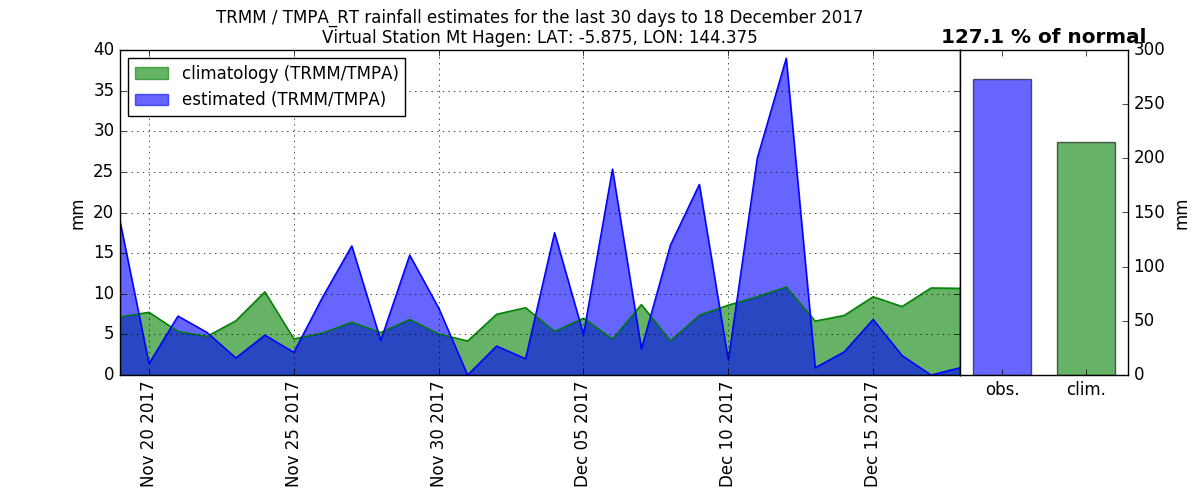 TRMM / TMPA_RT rainfall estimates for the last 30 days to 18 December 2017
Virtual Station Mt Hagen: LAT: -5.875, LON: 144.375
127.1 % of normal
climatology (TRMM/TMPA)
estimated (TRMM/TMPA)
mm
40
35
30
25
20
15
10
5
0
Nov 20 2017
Nov 25 2017
Nov 30 2017
Dec 05 2017
Dec 10 2017
Dec 15 2017
obs.
clim.
300
250
200
150
100
50
0
mm